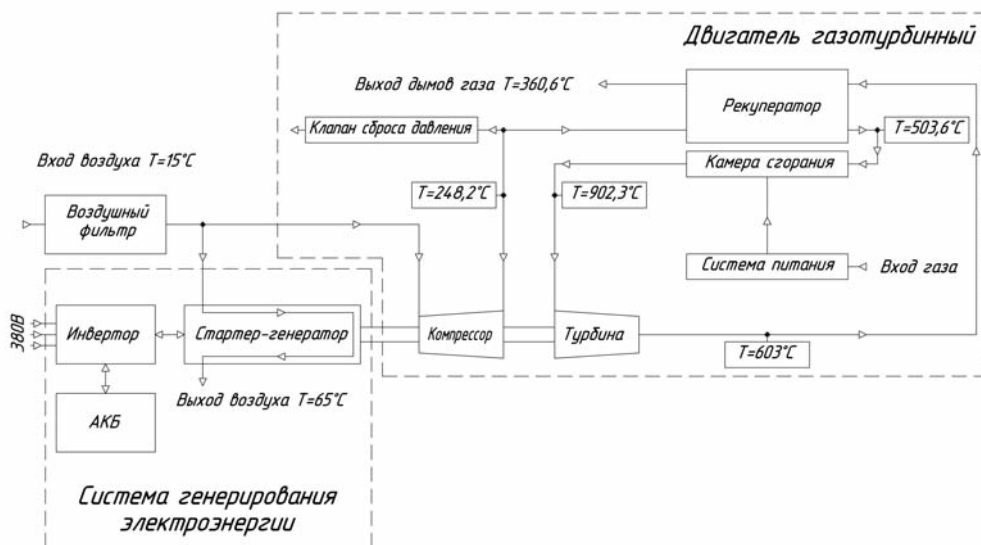 Двигатель газотурбинный
Выход дымов газа Т=360,6°С
Рекуператор
Клапан сброса давления
Т=503,6°С
Вход воздуха Т=15°С
Камера сгорания
Т=248,2°С
Т=902,3°С
Воздушный
фильтр
Система питания
Вход газа
380В
Инвертор
Стартер-генератор
Компрессор
Турбина
Т=603°С
Выход воздуха Т=65°С
АКБ
Система генерирования
электроэнергии